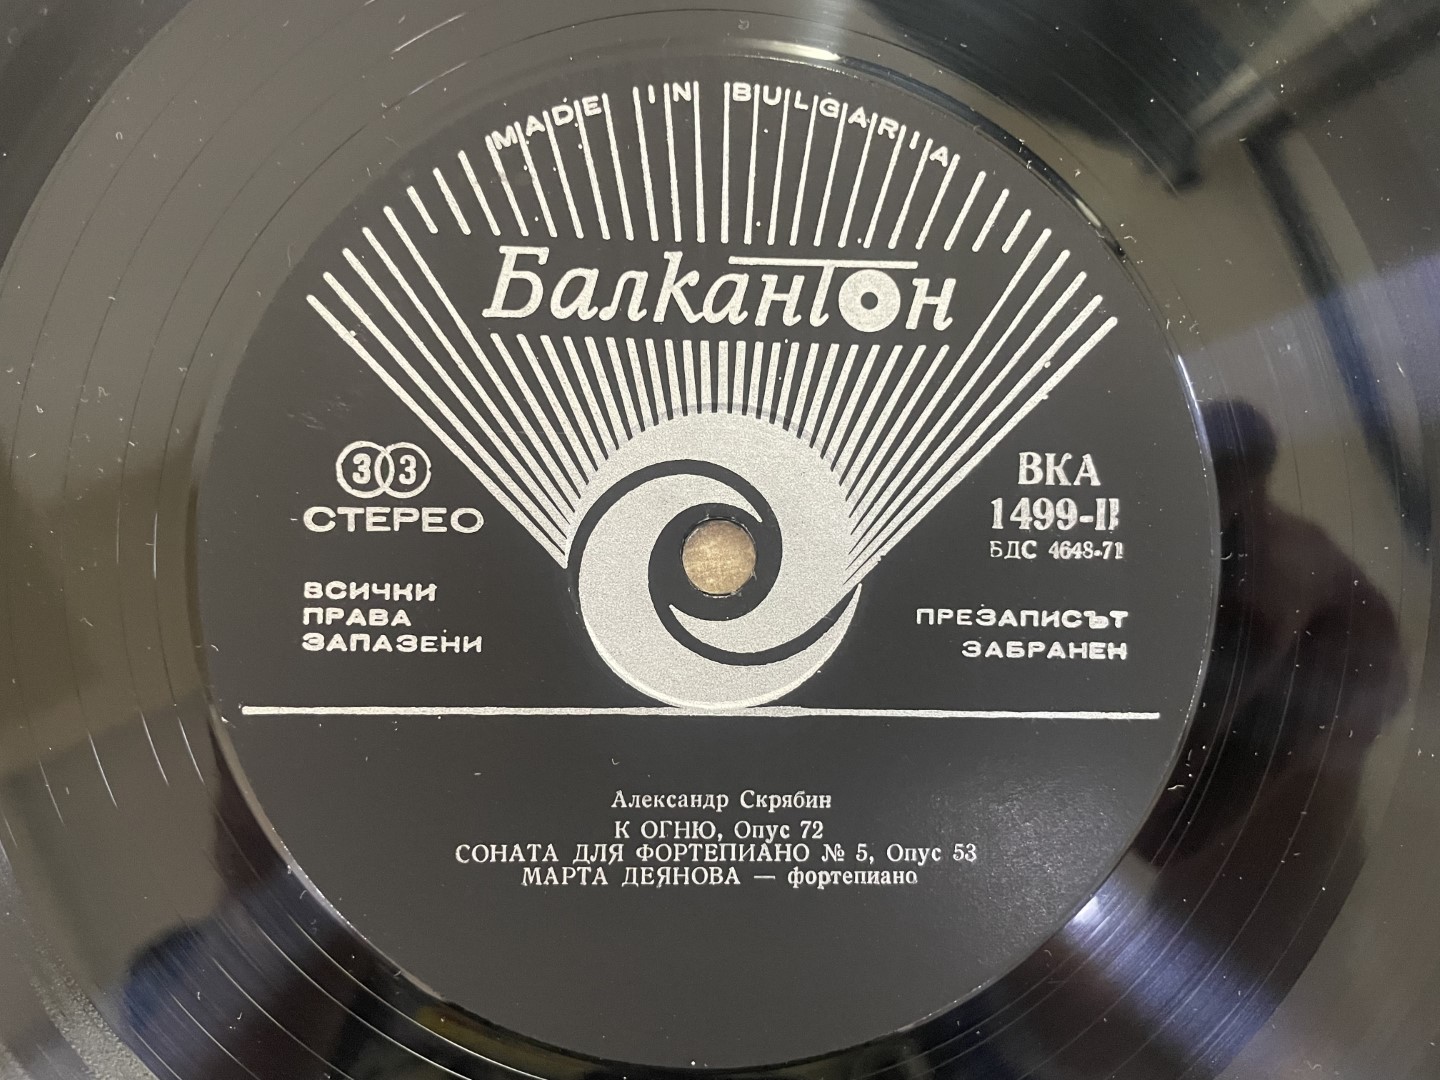 MADE IN BULGARIA
Балкантон
33
СТЕРЕО
ВСИЧКИ
ПРАВА
ЗАПАЗЕНИ
ВКА
1499-II
БДС 4648-71
ПРЕЗАПИСЪТ
ЗАБРАНЕН
Александр Скрябин
К ОГНЮ, Опус 72
СОНАТА ДЛЯ ФОРТЕПИАНО № 5, Опус 53
МАРТА ДЕЯНОВА — фортепиано